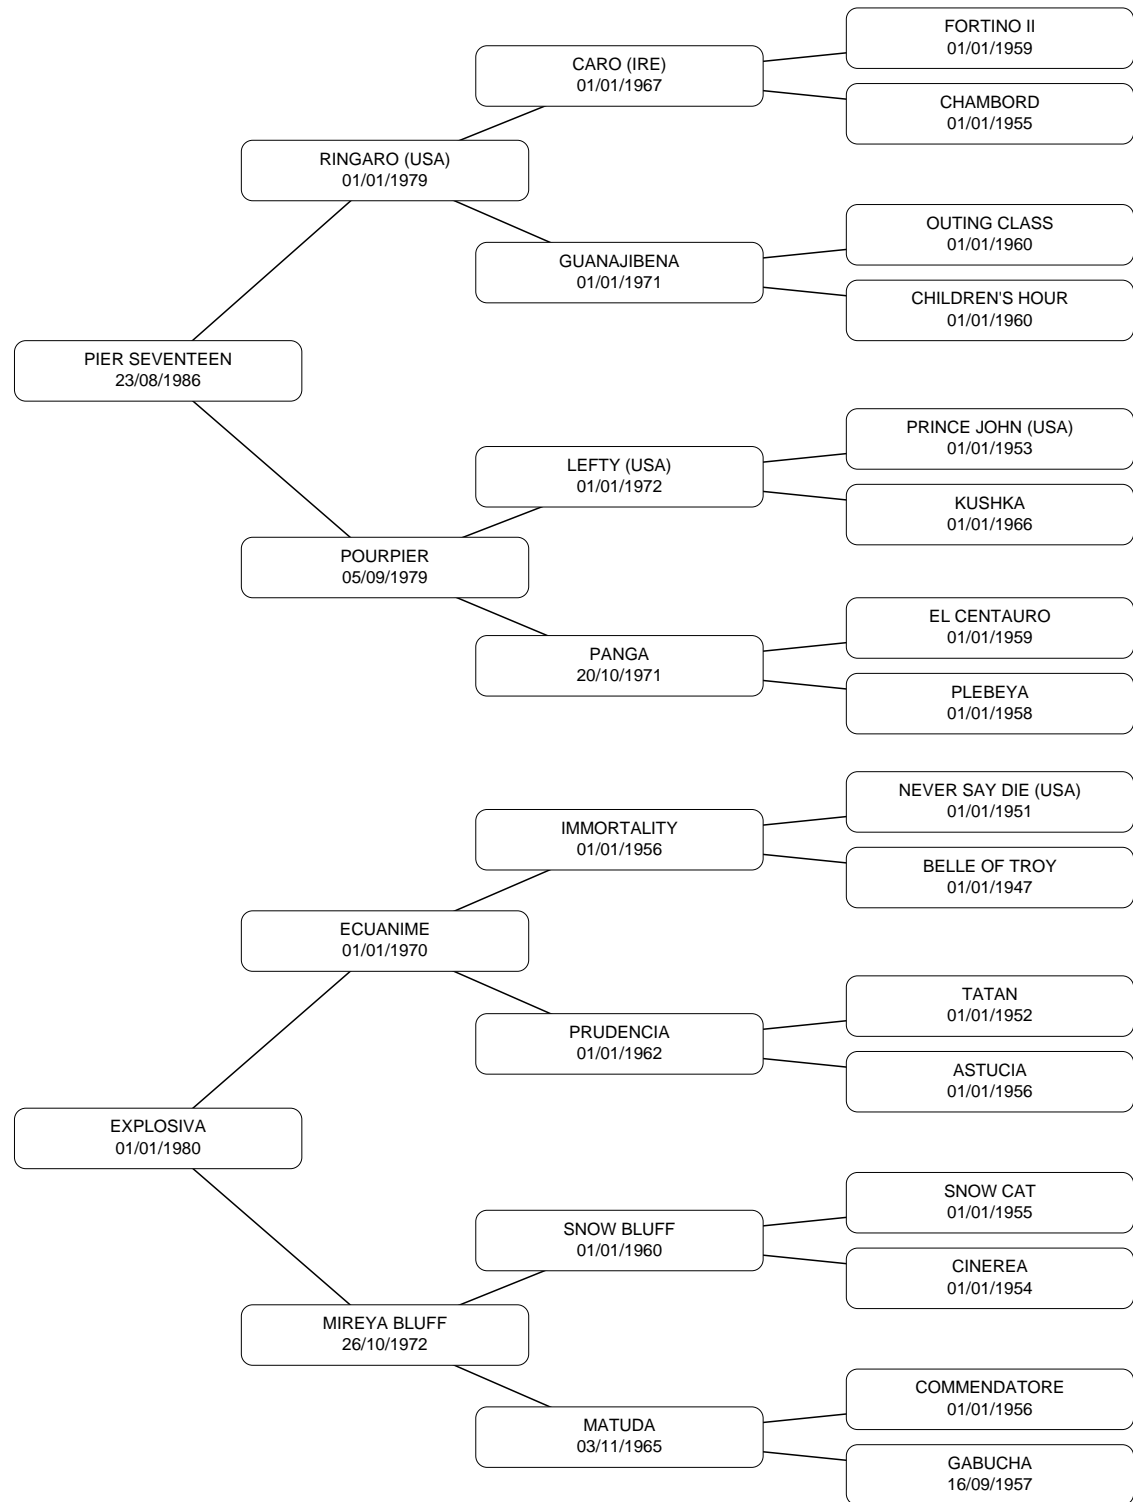 FORTINO II
01/01/1959
CARO (IRE)
01/01/1967
CHAMBORD
01/01/1955
RINGARO (USA)
01/01/1979
OUTING CLASS
01/01/1960
GUANAJIBENA
01/01/1971
CHILDREN'S HOUR
01/01/1960
PIER SEVENTEEN
23/08/1986
PRINCE JOHN (USA)
01/01/1953
LEFTY (USA)
01/01/1972
KUSHKA
01/01/1966
POURPIER
05/09/1979
EL CENTAURO
01/01/1959
PANGA
20/10/1971
PLEBEYA
01/01/1958
NEVER SAY DIE (USA)
01/01/1951
IMMORTALITY
01/01/1956
BELLE OF TROY
01/01/1947
ECUANIME
01/01/1970
TATAN
01/01/1952
PRUDENCIA
01/01/1962
ASTUCIA
01/01/1956
EXPLOSIVA
01/01/1980
SNOW CAT
01/01/1955
SNOW BLUFF
01/01/1960
CINEREA
01/01/1954
MIREYA BLUFF
26/10/1972
COMMENDATORE
01/01/1956
MATUDA
03/11/1965
GABUCHA
16/09/1957